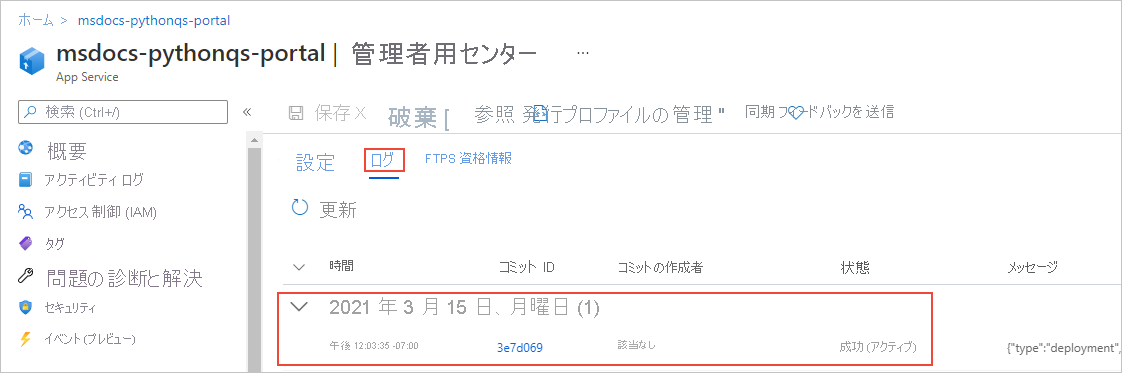 ホーム > msdocs-pythonqs-portal
msdocs-pythonqs-portal | 管理者用センター ...
App Service
検索 (Ctrl+/) «
保存 X 破棄 [ 参照 発行プロファイルの管理 " 同期 フィードバックを送信
概要
アクティビティ ログ
アクセス制御 (IAM)
タグ
問題の診断と解決
セキュリティ
イベント (プレビュー)
設定 ログ FTPS 資格情報
更新
時間 コミット ID コミットの作成者 状態 メッセージ
2021 年 3 月 15 日、月曜日 (1)
午後 12:03:35 -07:00 3e7d069 該当なし 成功 (アクティブ) {"type":"deployment",